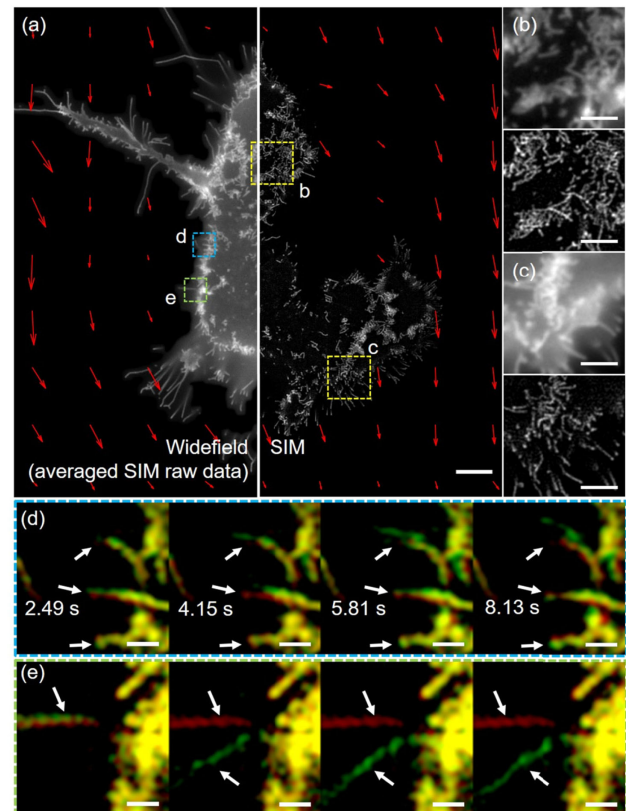 (a)
(b)
b
d
e
(c)
c
Widefield
(averaged SIM raw data)
SIM
(d)
2.49 s
4.15 s
5.81 s
8.13 s
(e)